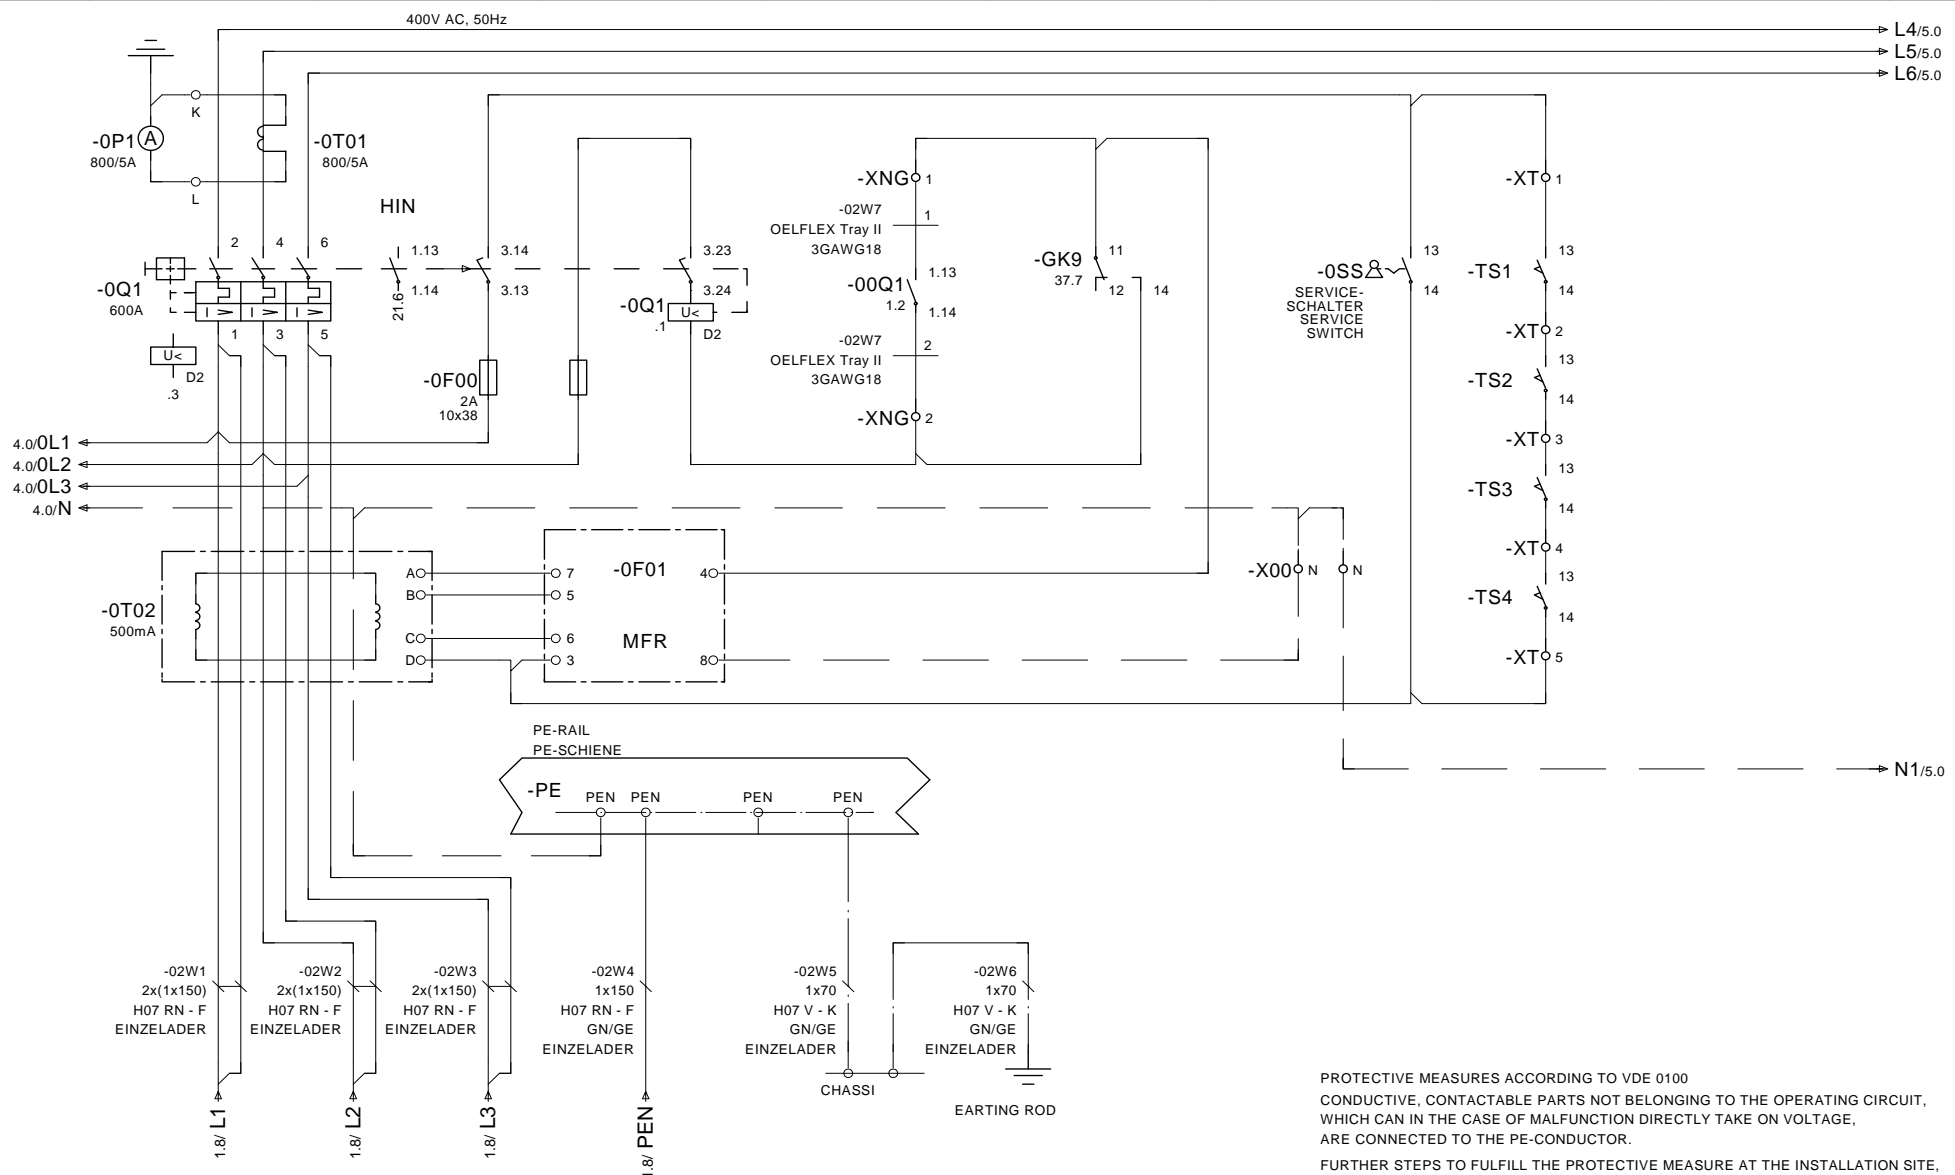 400V AC, 50Hz
L4/5.0
L5/5.0
L6/5.0
K
-0P1
A
800/5A
-0T01
800/5A
L
HIN
-XNG
1
-XT
1
-02W7
1
OELFLEX Tray II
3GAWG18
2
4
6
1.13
3.14
3.23
11
13
13
-GK9
37.7
-0SS
-TS1
-00Q1
1.13
1.2
1.14
-0Q1
600A
21.6
1.14
3.13
3.24
-0Q1
.1
U<
D2
12
14
14
14
SERVICE-
SCHALTER
SERVICE
SWITCH
I >
I >
I >
1
3
5
-XT
2
U<
D2
.3
-02W7
2
OELFLEX Tray II
3GAWG18
13
-TS2
14
-0F00
2A
10x38
-XNG
2
4.0/0L1
4.0/0L2
4.0/0L3
4.0/N
-XT
3
13
-TS3
14
-XT
4
-0T02
500mA
A
B
C
D
7
5
6
3
-0F01
MFR
4
8
-X00
N
N
13
-TS4
14
-XT
5
PE-RAIL
PE-SCHIENE
-PE
PEN
PEN
PEN
PEN
N1/5.0
-02W1
2x(1x150)
H07 RN - F
EINZELADER
-02W2
2x(1x150)
H07 RN - F
EINZELADER
-02W3
2x(1x150)
H07 RN - F
EINZELADER
-02W4
1x150
H07 RN - F
GN/GE
EINZELADER
-02W5
1x70
H07 V - K
GN/GE
EINZELADER
-02W6
1x70
H07 V - K
GN/GE
EINZELADER
CHASSI
EARTING ROD
1.8/ L1
1.8/ L2
1.8/ L3
1.8/ PEN
PROTECTIVE MEASURES ACCORDING TO VDE 0100
CONDUCTIVE, CONTACTABLE PARTS NOT BELONGING TO THE OPERATING CIRCUIT,
WHICH CAN IN THE CASE OF MALFUNCTION DIRECTLY TAKE ON VOLTAGE,
ARE CONNECTED TO THE PE-CONDUCTOR.
FURTHER STEPS TO FULFILL THE PROTECTIVE MEASURE AT THE INSTALLATION SITE,